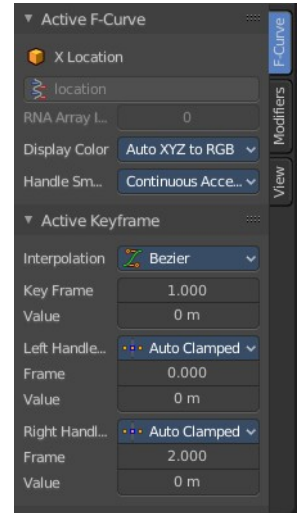 Active F-Curve
X Location
location
RNA Array I... 0
Display Color Auto XYZ to RGB
Handle Sm... Continuous Acce...
Active Keyframe
Interpolation Bezier
Key Frame 1.000
Value 0 m
Left Handle... Auto Clamped
Frame 0.000
Value 0 m
Right Handl... Auto Clamped
Frame 2.000
Value 0 m
F-Curve
Modifiers
View